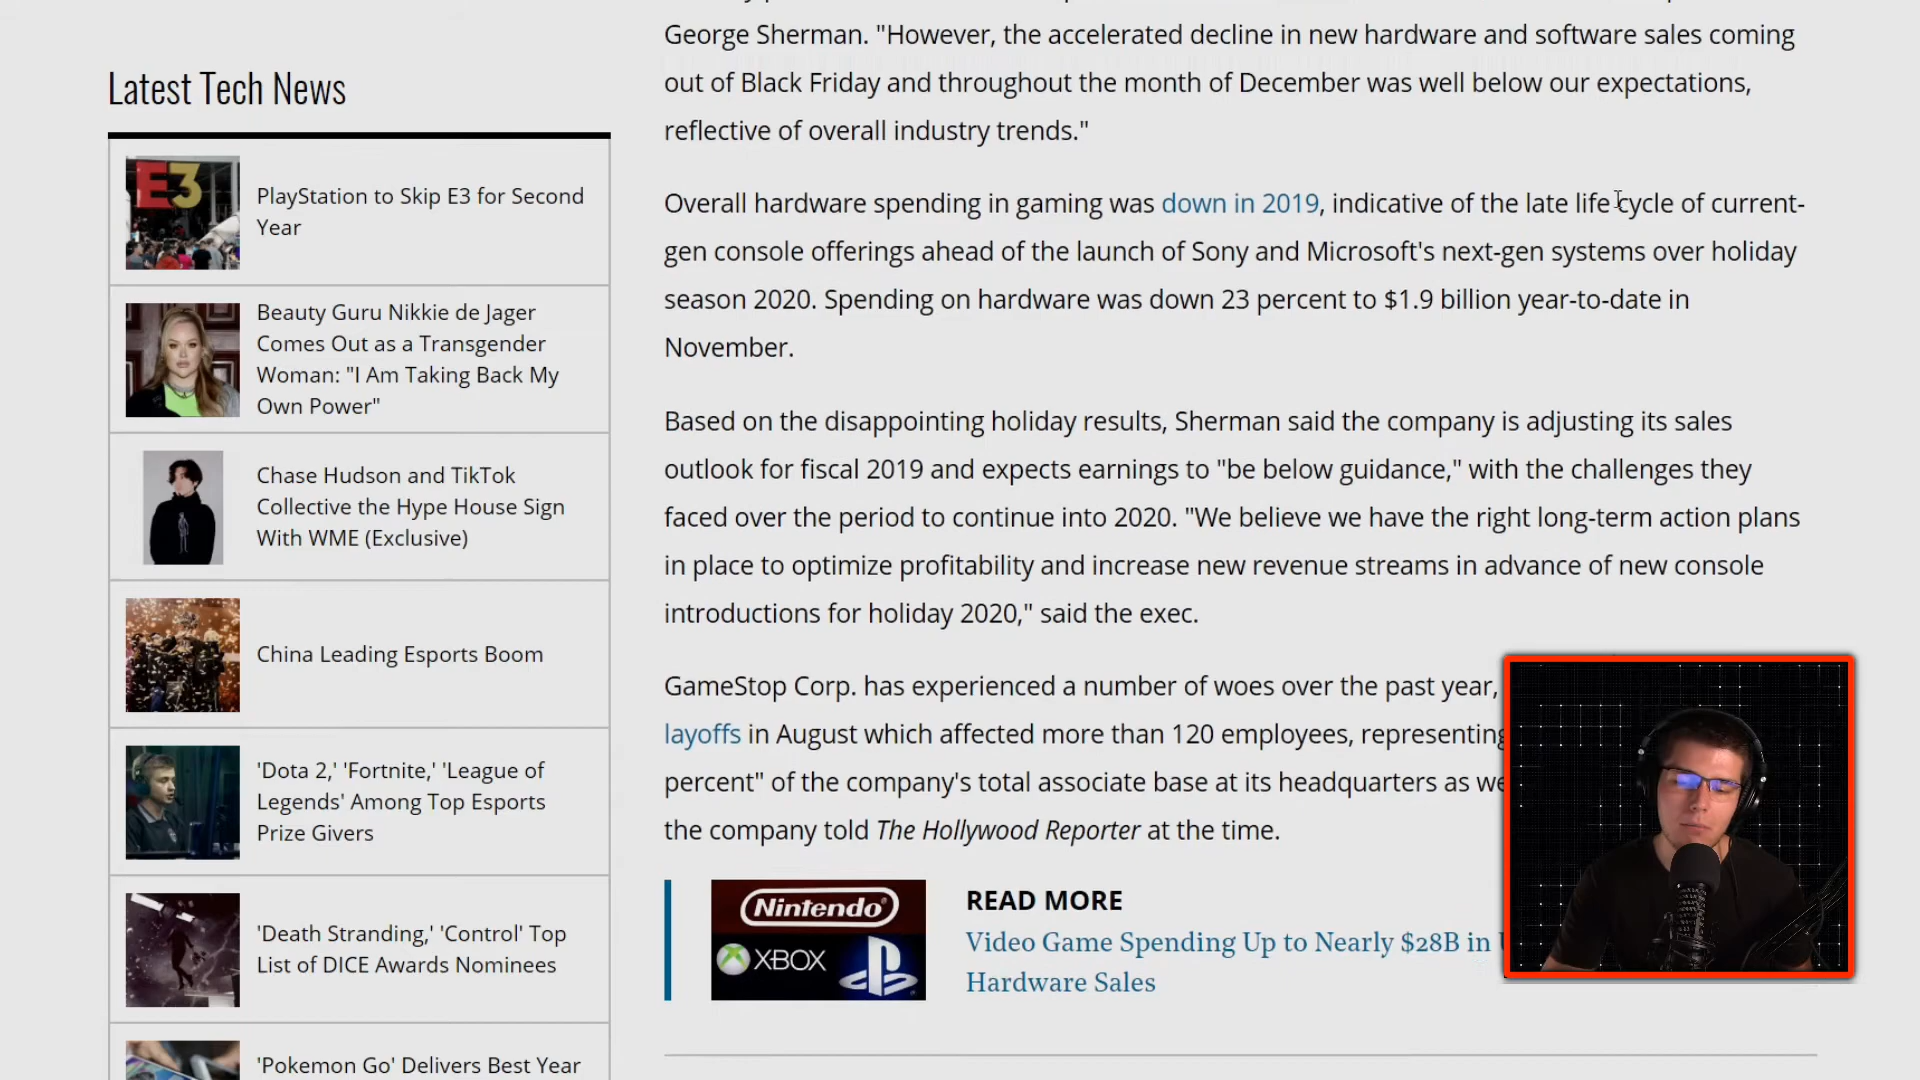 Latest Tech News
PlayStation to Skip E3 for Second
Year
Beauty Guru Nikkie de Jager
Comes Out as a Transgender
Woman: "I Am Taking Back My
Own Power"
Chase Hudson and TikTok
Collective the Hype House Sign
With WME (Exclusive)
China Leading Esports Boom
'Dota 2,' 'Fortnite,' 'League of
Legends' Among Top Esports
Prize Givers
'Death Stranding,' 'Control' Top
List of DICE Awards Nominees
'Pokemon Go' Delivers Best Year
E3
George Sherman. "However, the accelerated decline in new hardware and software sales coming
out of Black Friday and throughout the month of December was well below our expectations,
reflective of overall industry trends."
Overall hardware spending in gaming was down in 2019, indicative of the late life cycle of current-
gen console offerings ahead of the launch of Sony and Microsoft's next-gen systems over holiday
season 2020. Spending on hardware was down 23 percent to $1.9 billion year-to-date in
November.
Based on the disappointing holiday results, Sherman said the company is adjusting its sales
outlook for fiscal 2019 and expects earnings to "be below guidance," with the challenges they
faced over the period to continue into 2020. "We believe we have the right long-term action plans
in place to optimize profitability and increase new revenue streams in advance of new console
introductions for holiday 2020," said the exec.
GameStop Corp. has experienced a number of woes over the past year,
layoffs in August which affected more than 120 employees, representing
percent" of the company's total associate base at its headquarters as we
the company told The Hollywood Reporter at the time.
Nintendo
XBOX
READ MORE
Video Game Spending Up to Nearly $28B in
Hardware Sales